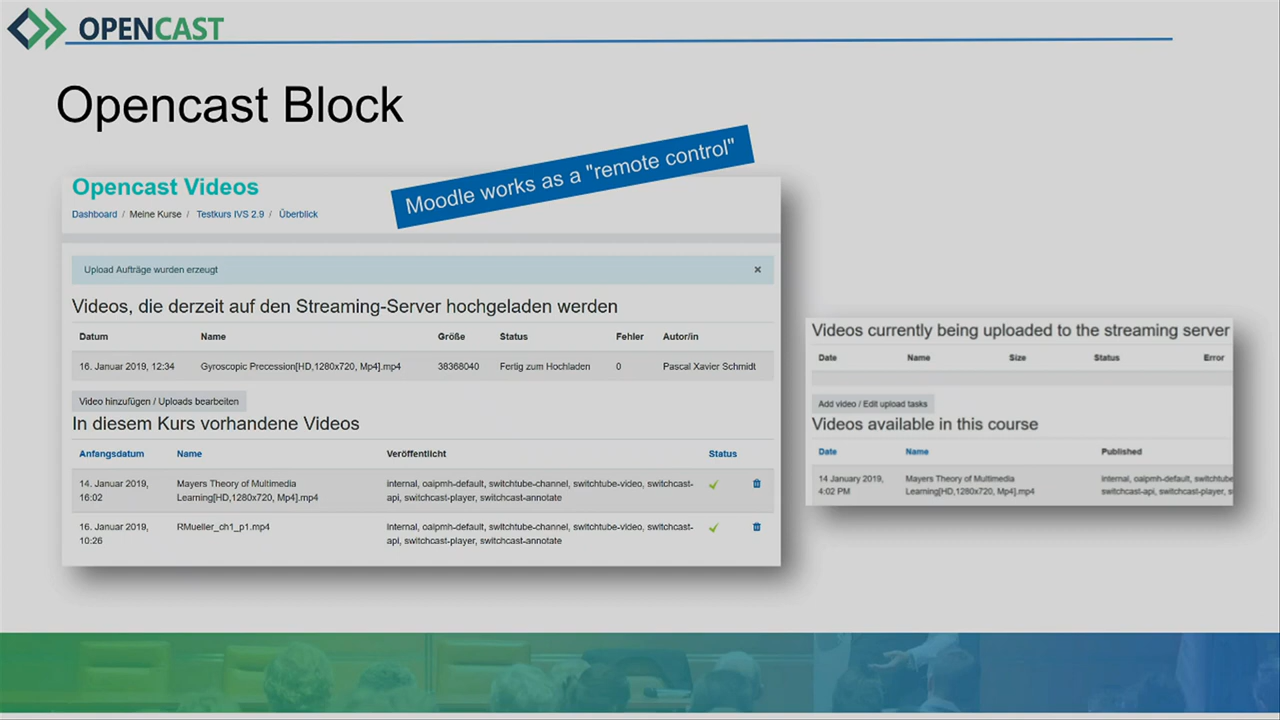 OPENCAST
Opencast Block
Moodle works as a "remote control"
Opencast Videos
Dashboard / Meine Kurse / Testkurs IVS 2.9 / Überblick
Upload Aufträge wurden erzeugt ×
Videos, die derzeit auf den Streaming-Server hochgeladen werden
Datum Name Größe Status Fehler Autor/in
16. Januar 2019, 12:34 Gyroscopic Precession[HD,1280x720, Mp4].mp4 38368040 Fertig zum Hochladen 0 Pascal Xavier Schmidt
Video hinzufügen / Uploads bearbeiten
In diesem Kurs vorhandene Videos
Anfangsdatum Name Veröffentlicht Status
14. Januar 2019, Mayers Theory of Multimedia internal, oaipmh-default, switchtube-channel, switchtube-video, switchcast-
16:02 Learning[HD,1280x720, Mp4].mp4 api, switchcast-player, switchcast-annotate
16. Januar 2019, RMueller_ch1_p1.mp4 internal, oaipmh-default, switchtube-channel, switchtube-video, switchcast-
10:26 api, switchcast-player, switchcast-annotate
Videos currently being uploaded to the streaming server
Date Name Size Status Error
Add video / Edit upload tasks
Videos available in this course
Date Name Published
14 January 2019, Mayers Theory of Multimedia internal, oaipmh-default, switchtube
4:02 PM Learning[HD,1280x720, Mp4].mp4 switchcast-api, switchcast-player, s